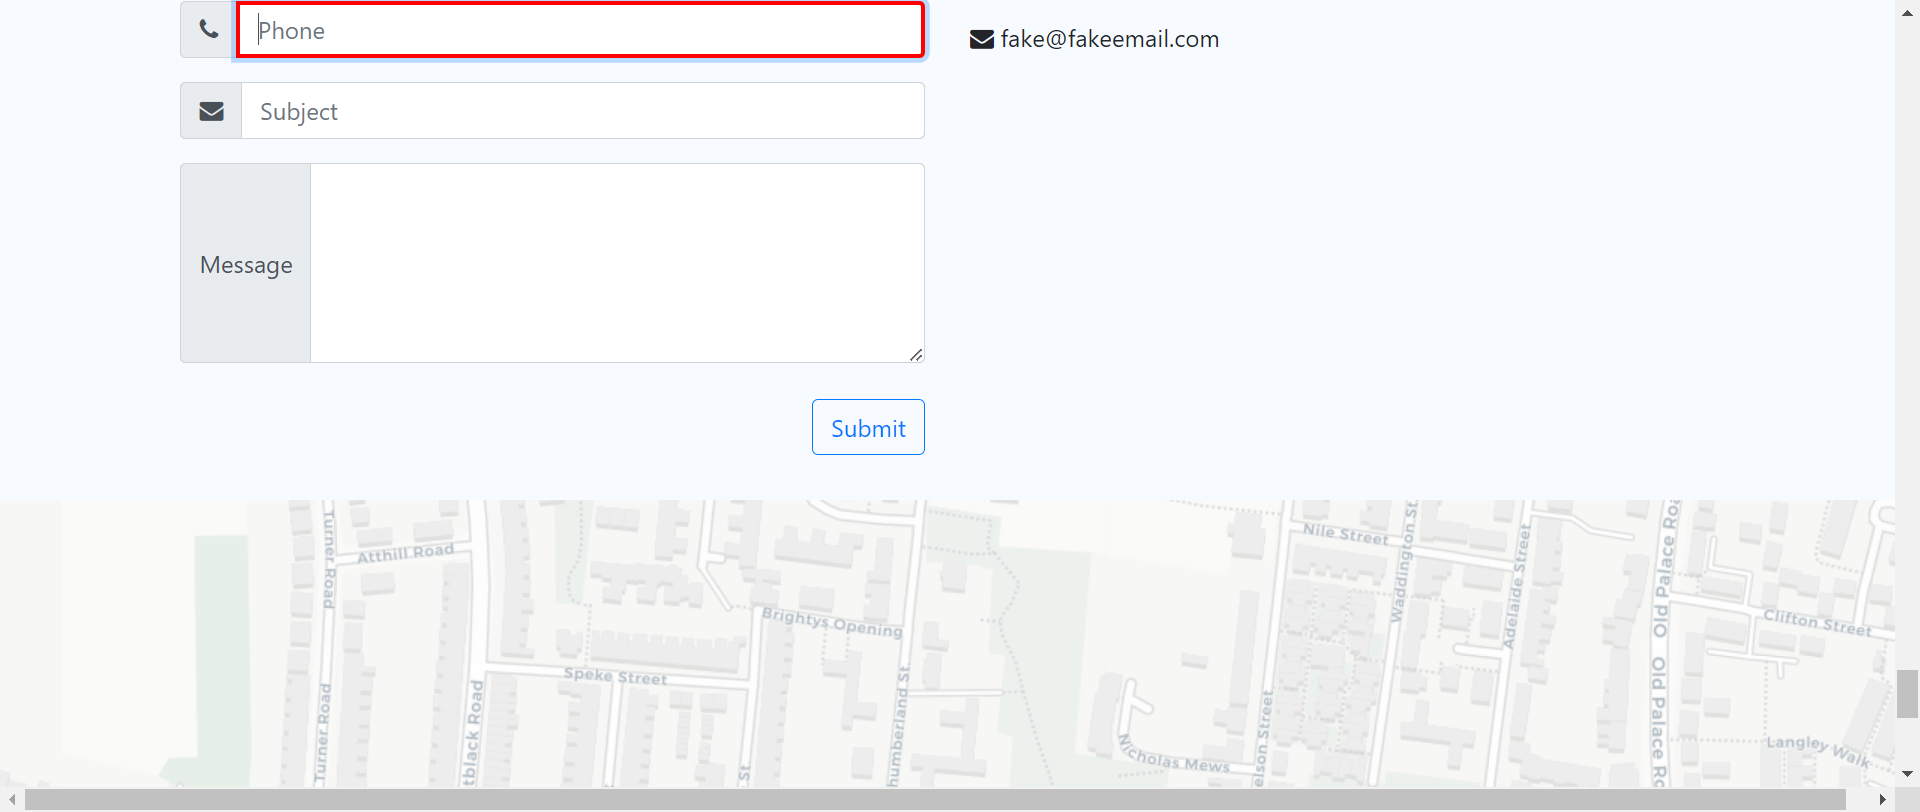 Phone
fake@fakeemail.com
Subject
Message
Submit
Turner Road
Atthill Road
Nile Street
Waddington St.
Adelaide Street
Old Palace Roa
Brightys Opening
Clifton Street
Speke Street
Turner Road
tblack Road
St.
humberland St.
elson Street
Old Palace Ro
Nicholas Mews
Langley Walk